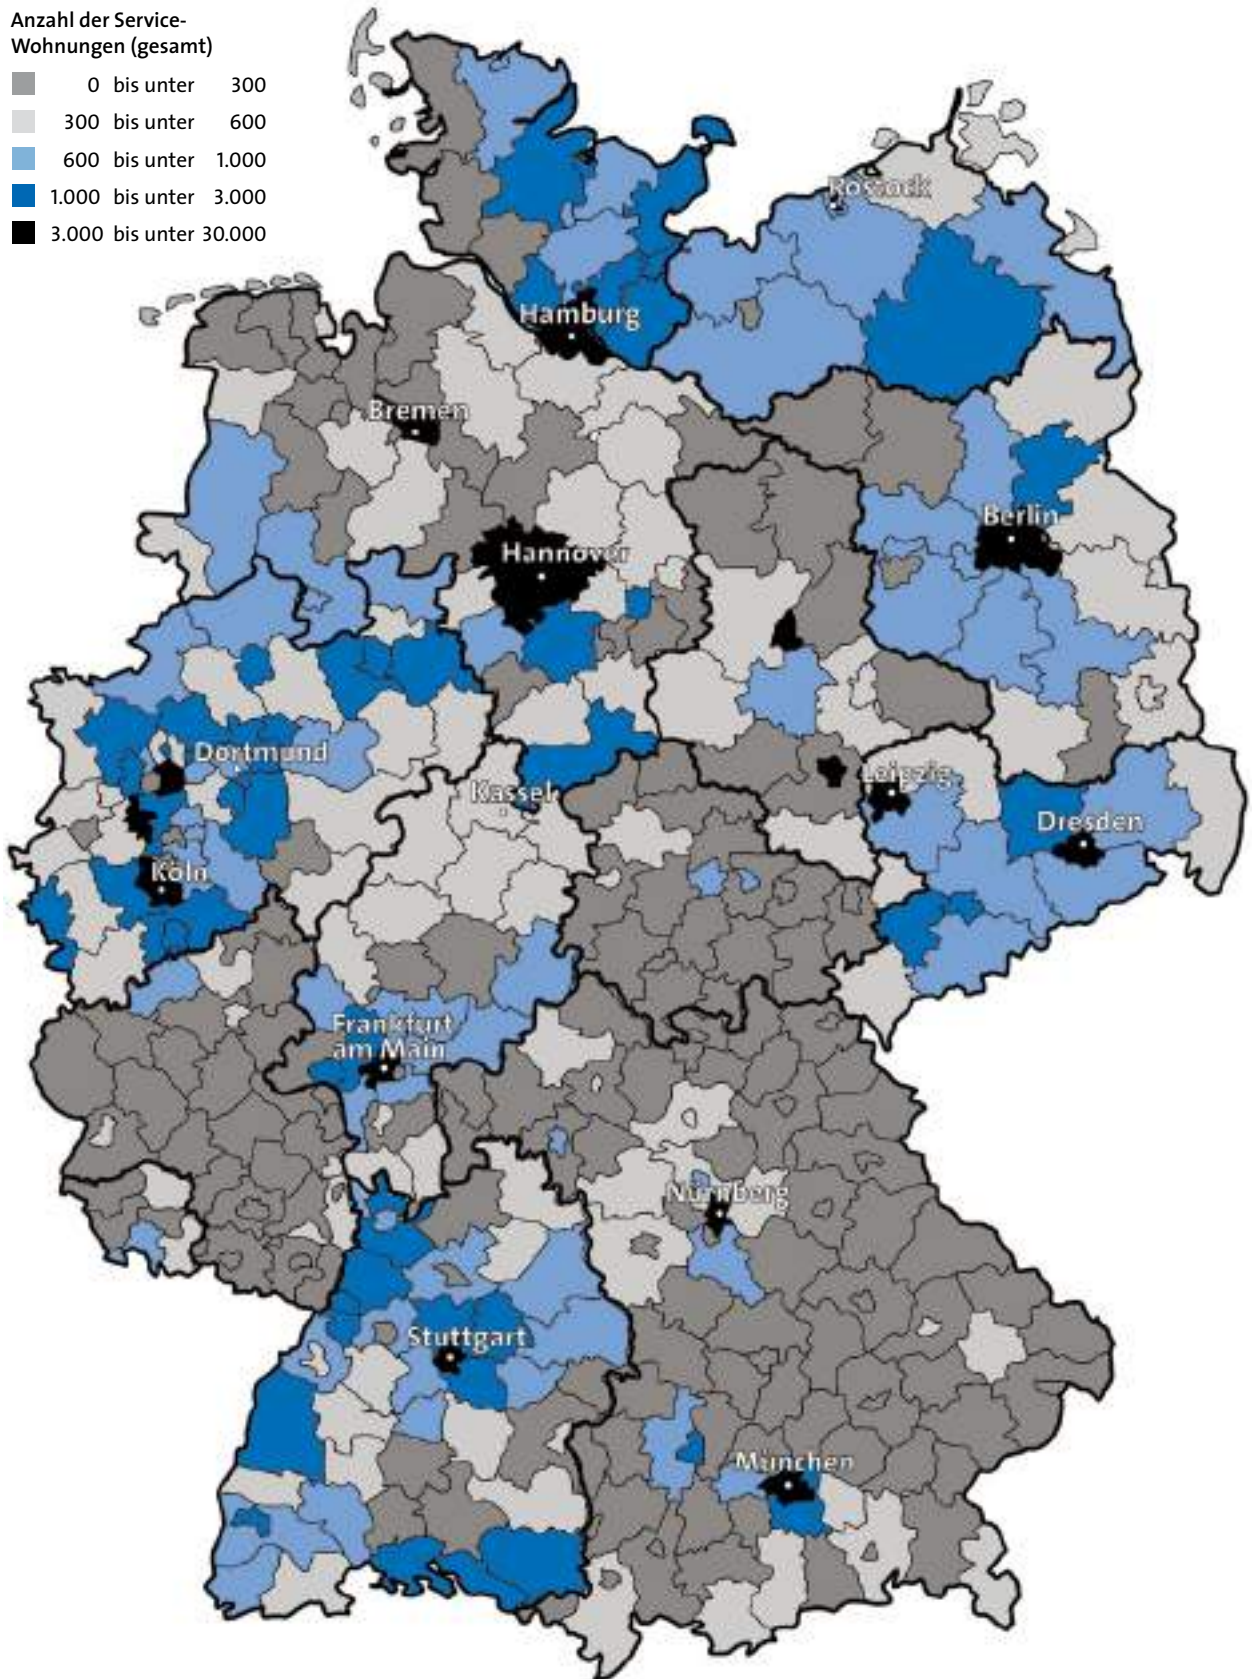 Anzahl der Service-
Wohnungen (gesamt)
0 bis unter 300
300 bis unter 600
600 bis unter 1.000
1.000 bis unter 3.000
3.000 bis unter 30.000
Rostock
Hamburg
Bremen
Berlin
Hannover
Dortmund
Kassel
Leipzig
Dresden
Köln
Frankfurt
am Main
Nürnberg
Stuttgart
München